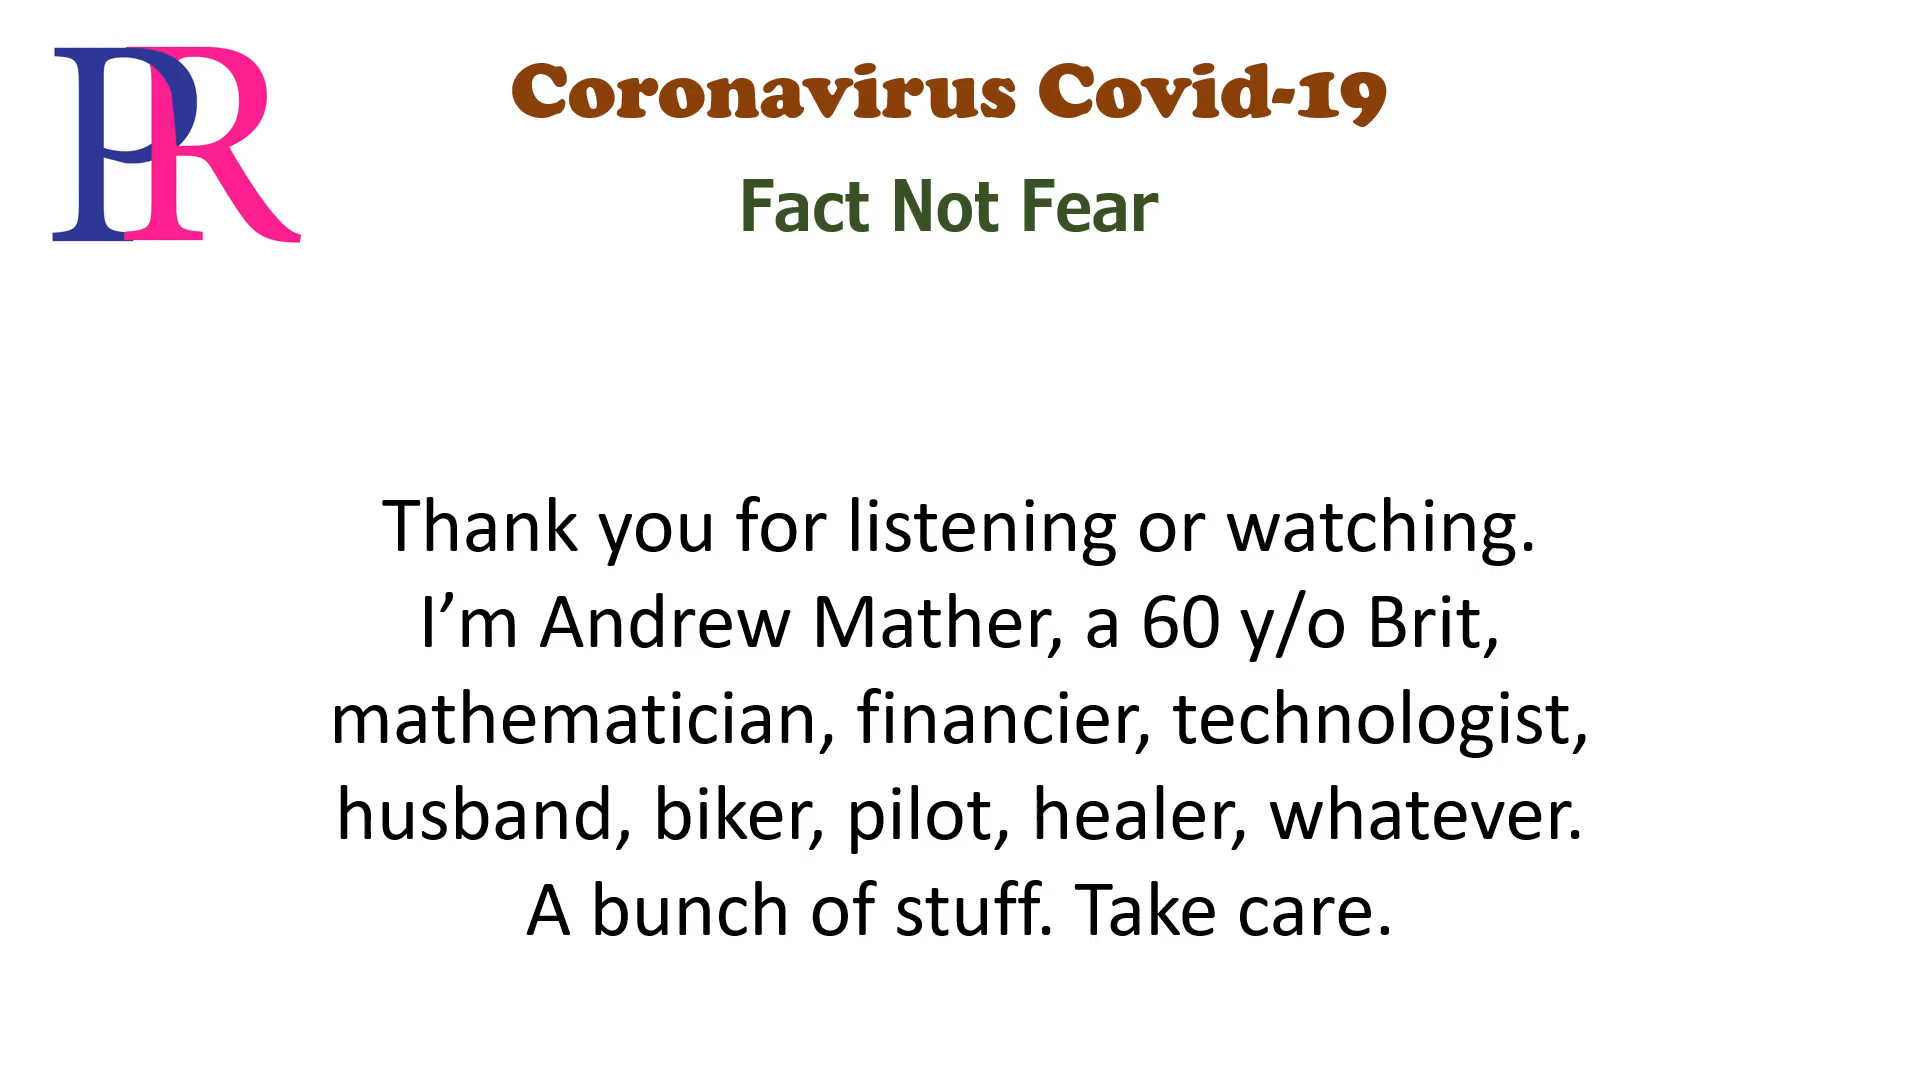 PR
Coronavirus Covid-19
Fact Not Fear
Thank you for listening or watching.
I’m Andrew Mather, a 60 y/o Brit,
mathematician, financier, technologist,
husband, biker, pilot, healer, whatever.
A bunch of stuff. Take care.